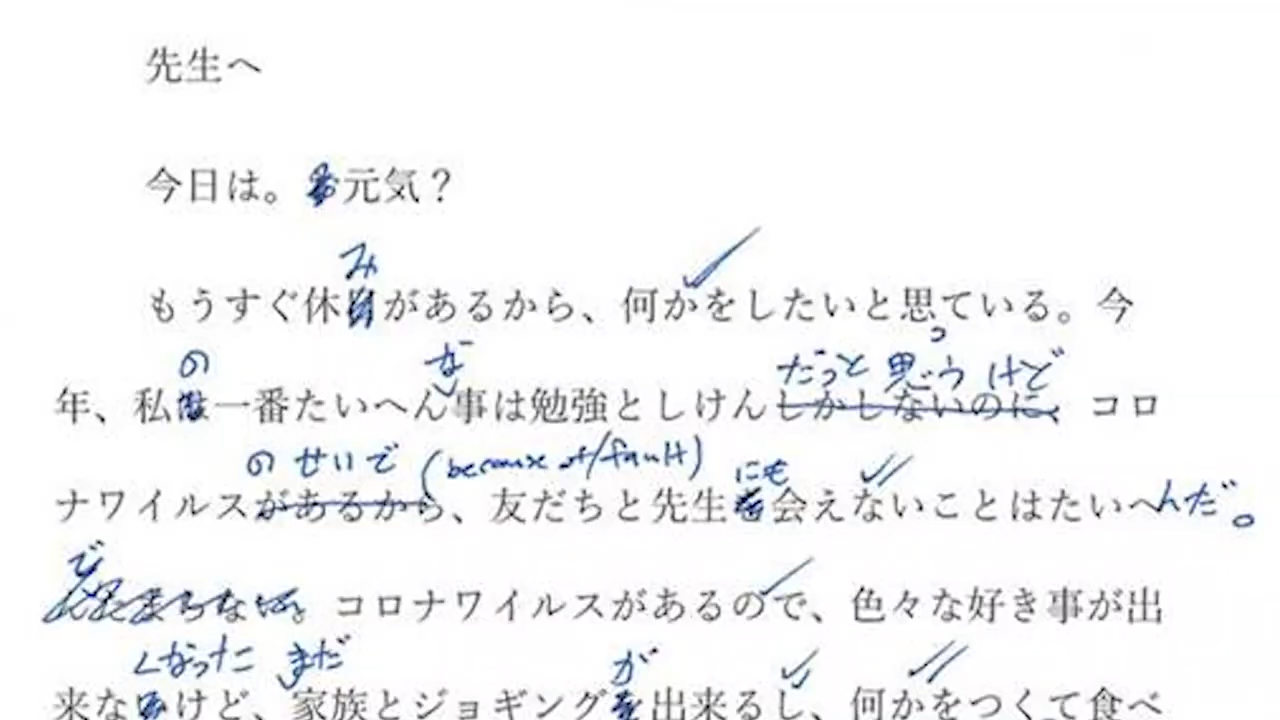 先生へ
今日は。元気？
み
もうすぐ休があるから、何かをしたいと思ている。今
っ
の な だっと思うけど
年、私は一番たいへん事は勉強としけんしかしないのに、コロ
のせいで (because of/fault) にも
ナワイルスがあるから、友だちと先生を会えないことはたいへんだ。
で
コロナワイルスがあるので、色々な好き事が出
くなった まだ が
来なけど、家族とジョギングを出来るし、何かをつくて食べ